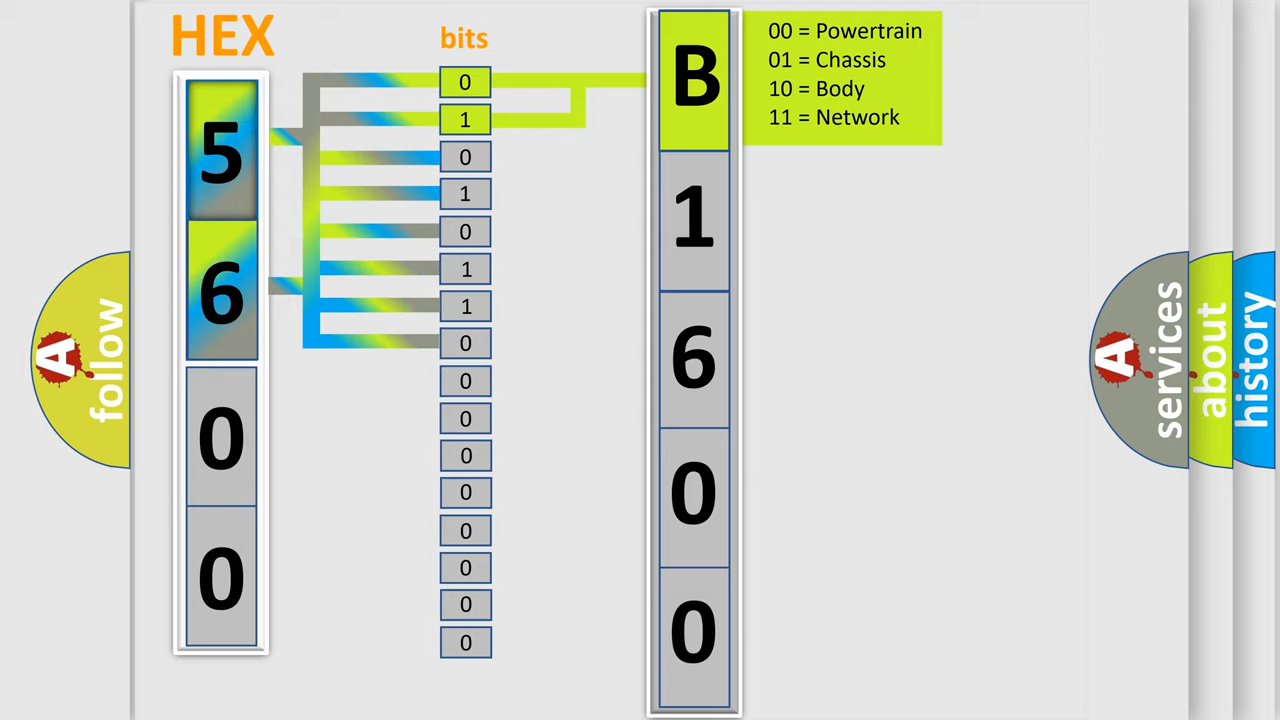 HEX
bits
5
6
0
0
0
1
0
1
0
1
1
0
0
0
0
0
0
0
0
0
B
1
6
0
0
00 = Powertrain
01 = Chassis
10 = Body
11 = Network
A
follow
A
services
about
history